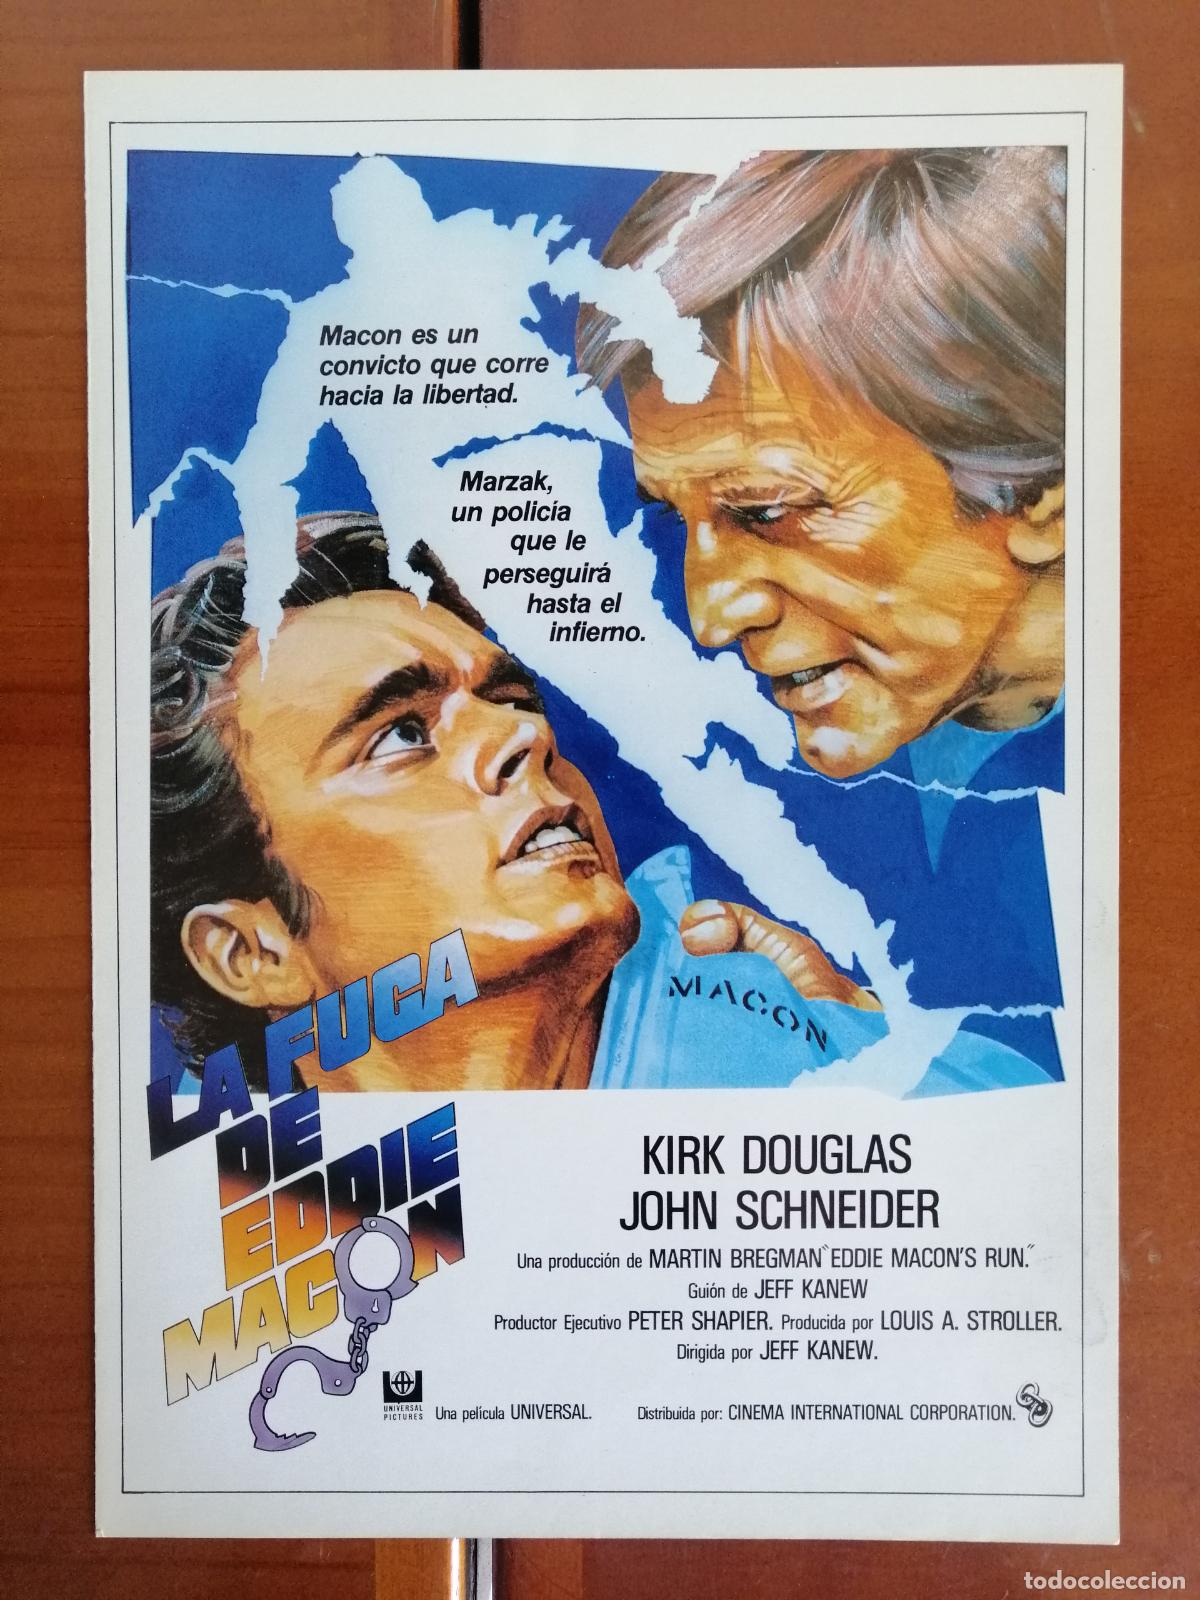 Macon es un
convicto que corre
hacia la libertad.
Marzak,
un policía
que le
perseguirá
hasta el
infierno.
MACON
LA FUGA
DE
EDDIE
MACON
KIRK DOUGLAS
JOHN SCHNEIDER
Una producción de MARTIN BREGMAN "EDDIE MACON'S RUN."
Guión de JEFF KANEW
Productor Ejecutivo PETER SHAPIER. Producida por LOUIS A. STROLLER.
Dirigida por JEFF KANEW.
UNIVERSAL
PICTURES
Una película UNIVERSAL.
Distribuida por: CINEMA INTERNATIONAL CORPORATION.
todocoleccion